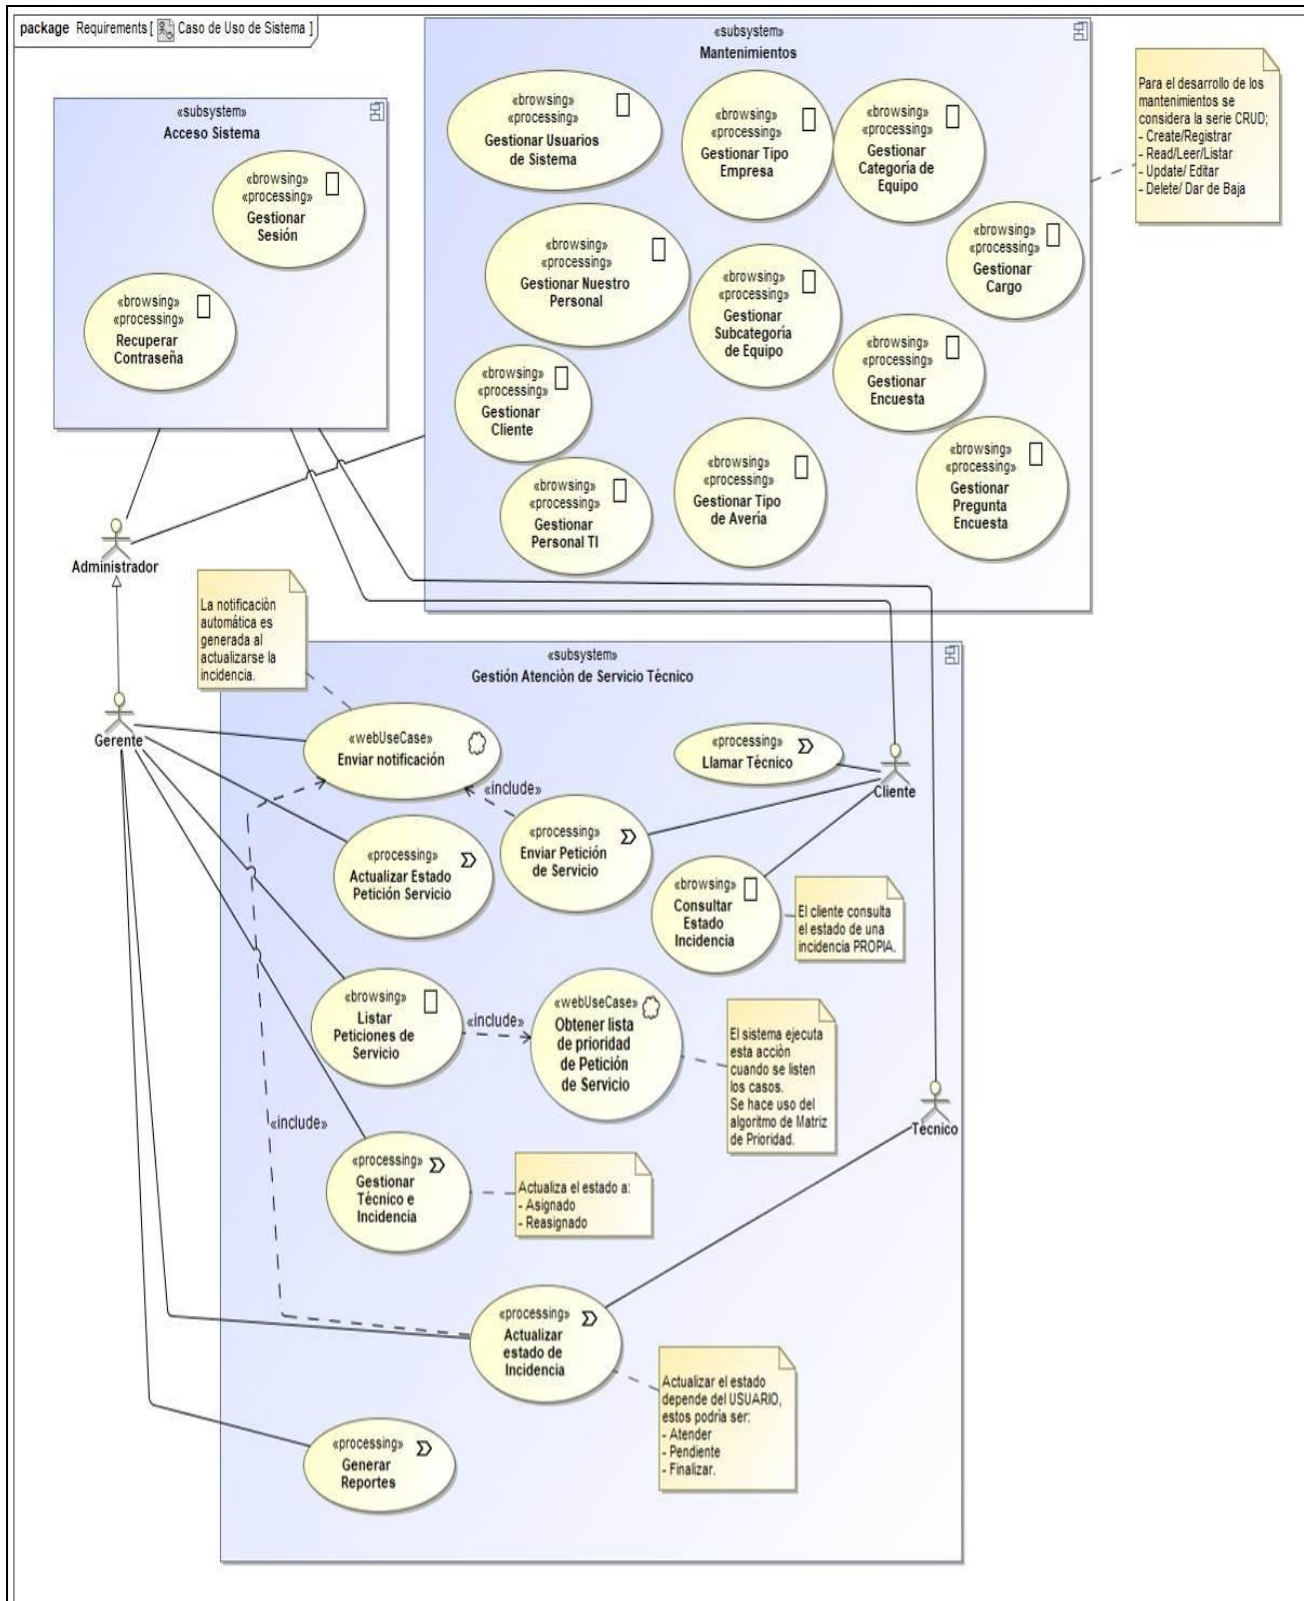 package Requirements [ Caso de Uso de Sistema ]
«subsystem»
Acceso Sistema
«browsing»
«processing»
Gestionar
Sesión
«browsing»
«processing»
Recuperar
Contraseña
«subsystem»
Mantenimientos
«browsing»
«processing»
Gestionar Usuarios
de Sistema
«browsing»
«processing»
Gestionar Tipo
Empresa
«browsing»
«processing»
Gestionar
Categoría de
Equipo
«browsing»
«processing»
Gestionar Nuestro
Personal
«browsing»
«processing»
Gestionar
Subcategoría
de Equipo
«browsing»
«processing»
Gestionar
Cargo
«browsing»
«processing»
Gestionar
Cliente
«browsing»
«processing»
Gestionar
Encuesta
«browsing»
«processing»
Gestionar
Personal TI
«browsing»
«processing»
Gestionar Tipo
de Avería
«browsing»
«processing»
Gestionar
Pregunta
Encuesta
Para el desarrollo de los
mantenimientos se
considera la serie CRUD;
- Create/Registrar
- Read/Leer/Listar
- Update/ Editar
- Delete/ Dar de Baja
Administrador
La notificaciòn
automática es
generada al
actualizarse la
incidencia.
Gerente
«subsystem»
Gestión Atenciòn de Servicio Técnico
«webUseCase»
Enviar notificación
«processing»
Llamar Técnico
Cliente
«include»
«processing»
Enviar Petición
de Servicio
«processing»
Actualizar Estado
Petición Servicio
«browsing»
Consultar
Estado
Incidencia
El cliente consulta
el estado de una
incidencia PROPIA.
«browsing»
Listar
Peticiones de
Servicio
«include»
«webUseCase»
Obtener lista
de prioridad
de Petición
de Servicio
El sistema ejecuta
esta acciòn
cuando se listen
los casos.
Se hace uso del
algoritmo de Matriz
de Prioridad.
Técnico
«include»
«processing»
Gestionar
Técnico e
Incidencia
Actualiza el estado a:
- Asignado
- Reasignado
«processing»
Actualizar
estado de
Incidencia
Actualizar el estado
depende del USUARIO,
estos podrìa ser:
- Atender
- Pendiente
- Finalizar.
«processing»
Generar
Reportes